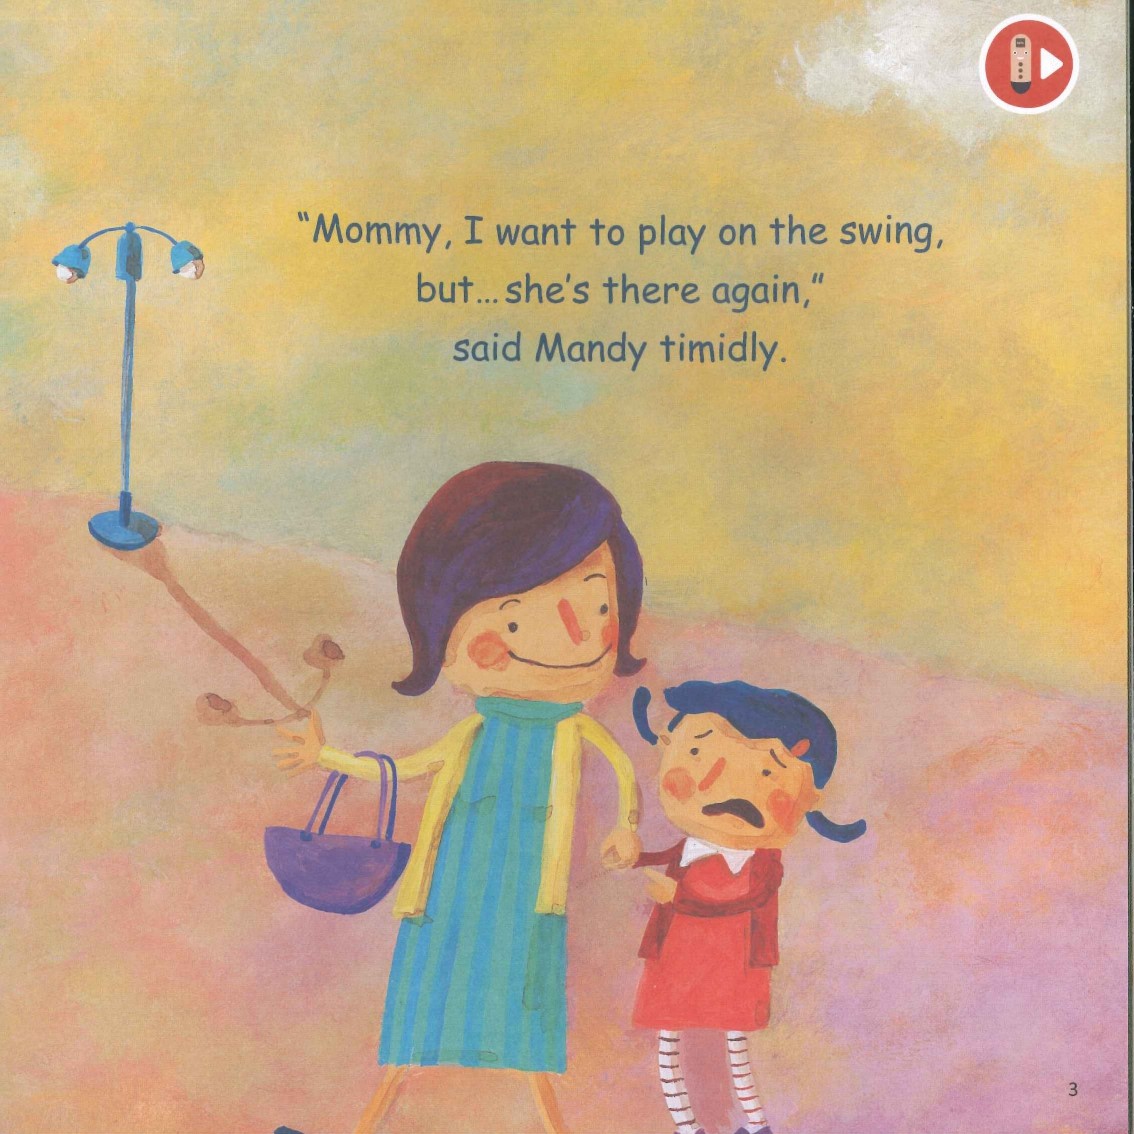 “Mommy, I want to play on the swing,
but... she’s there again,”
said Mandy timidly.
3